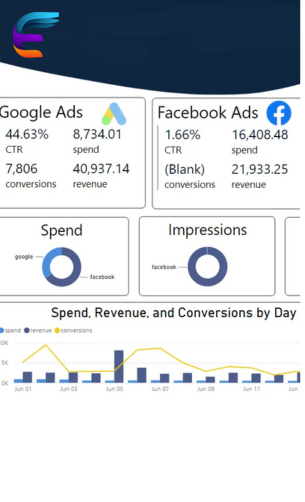 Google Ads
44.63% 8,734.01
CTR spend
7,806 40,937.14
conversions revenue
Facebook Ads
1.66% 16,408.48
CTR spend
(Blank) 21,933.25
conversions revenue
Spend
google
facebook
Impressions
facebook
Spend, Revenue, and Conversions by Day
spend revenue conversions
5K
0K
Jun 01 Jun 03 Jun 05 Jun 07 Jun 09 Jun 11 Jun